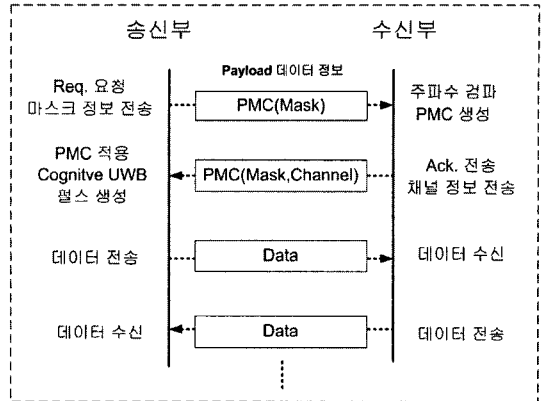 송신부 수신부
Payload 데이터 정보
Req. 요청
마스크 정보 전송
PMC(Mask)
주파수 검파
PMC 생성
PMC 적용
Cognitve UWB
펄스 생성
PMC(Mask,Channel)
Ack. 전송
채널 정보 전송
데이터 전송
Data
데이터 수신
데이터 수신
Data
데이터 전송